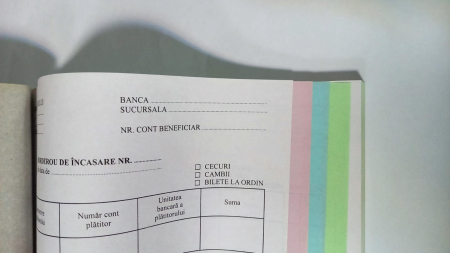 BANCA
SUCURSALA
NR. CONT BENEFICIAR
DE ÎNCASARE NR.
de
CECURI
CAMBII
BILETE LA ORDIN
Număr cont
plătitor
Unitatea
bancară a
plătitorului
Suma